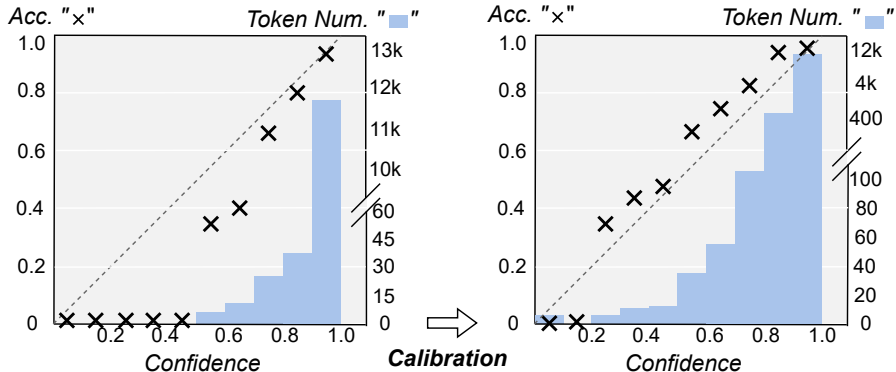 Acc. "×" Token Num. " "
1.0
0.8
0.6
0.4
0.2
0
13k
12k
11k
10k
60
45
30
15
0
0.2 0.4 0.6 0.8 1.0
Confidence
Calibration
Acc. "×" Token Num. " "
1.0
0.8
0.6
0.4
0.2
0
12k
4k
400
100
80
60
40
20
0
0.2 0.4 0.6 0.8 1.0
Confidence